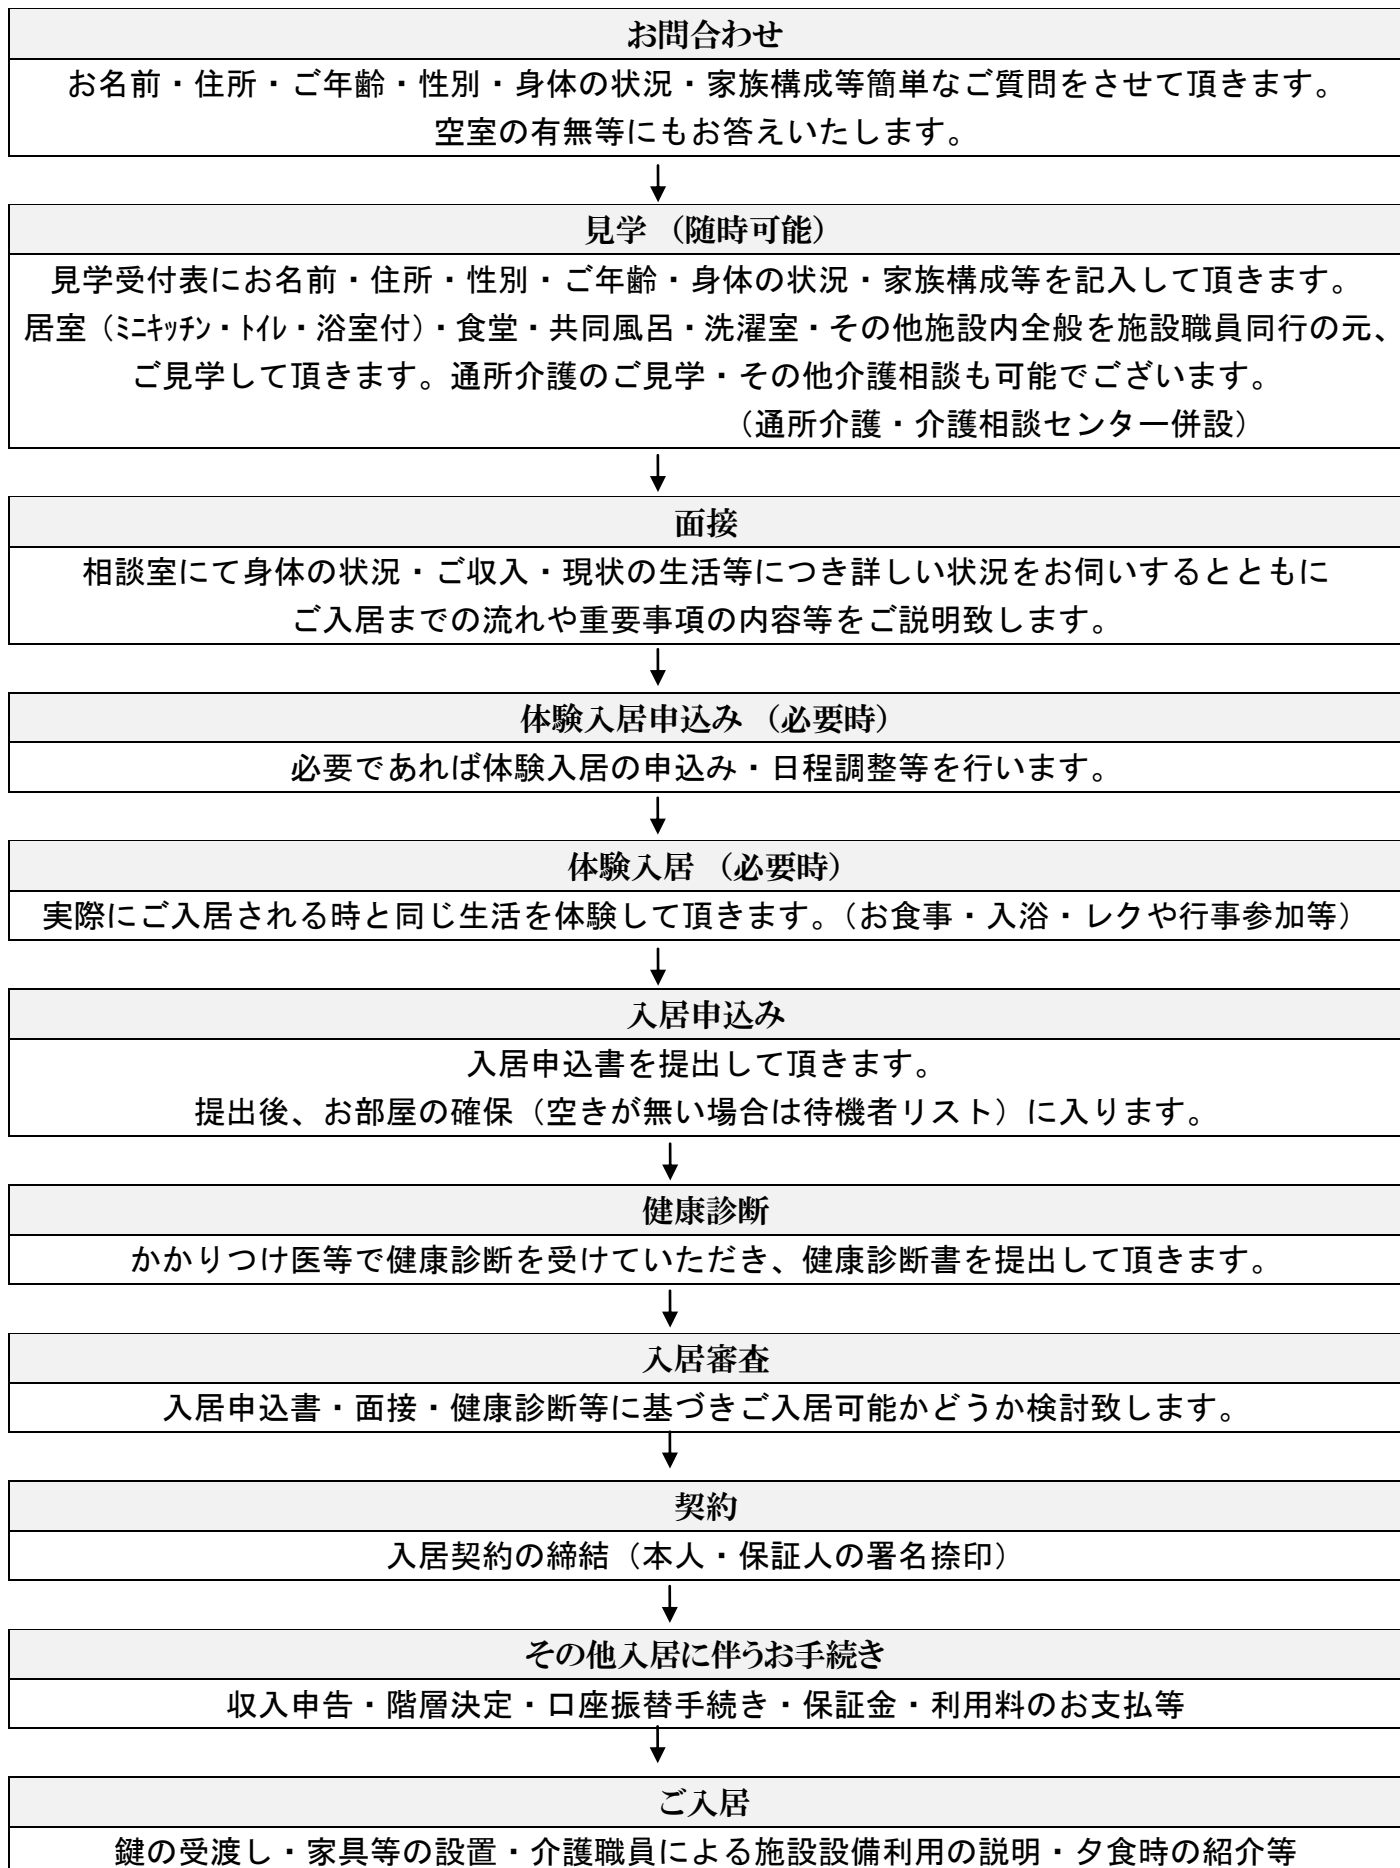 お問合わせ
お名前・住所・ご年齢・性別・身体の状況・家族構成等簡単なご質問をさせて頂きます。
空室の有無等にもお答えいたします。
見学 （随時可能）
見学受付表にお名前・住所・性別・ご年齢・身体の状況・家族構成等を記入して頂きます。
居室（ﾐﾆｷｯﾁﾝ・ﾄｲﾚ・浴室付）・食堂・共同風呂・洗濯室・その他施設内全般を施設職員同行の元、
ご見学して頂きます。通所介護のご見学・その他介護相談も可能でございます。
（通所介護・介護相談センター併設）
面接
相談室にて身体の状況・ご収入・現状の生活等につき詳しい状況をお伺いするとともに
ご入居までの流れや重要事項の内容等をご説明致します。
体験入居申込み （必要時）
必要であれば体験入居の申込み・日程調整等を行います。
体験入居 （必要時）
実際にご入居される時と同じ生活を体験して頂きます。（お食事・入浴・レクや行事参加等）
入居申込み
入居申込書を提出して頂きます。
提出後、お部屋の確保（空きが無い場合は待機者リスト）に入ります。
健康診断
かかりつけ医等で健康診断を受けていただき、健康診断書を提出して頂きます。
入居審査
入居申込書・面接・健康診断等に基づきご入居可能かどうか検討致します。
契約
入居契約の締結（本人・保証人の署名捺印）
その他入居に伴うお手続き
収入申告・階層決定・口座振替手続き・保証金・利用料のお支払等
ご入居
鍵の受渡し・家具等の設置・介護職員による施設設備利用の説明・夕食時の紹介等